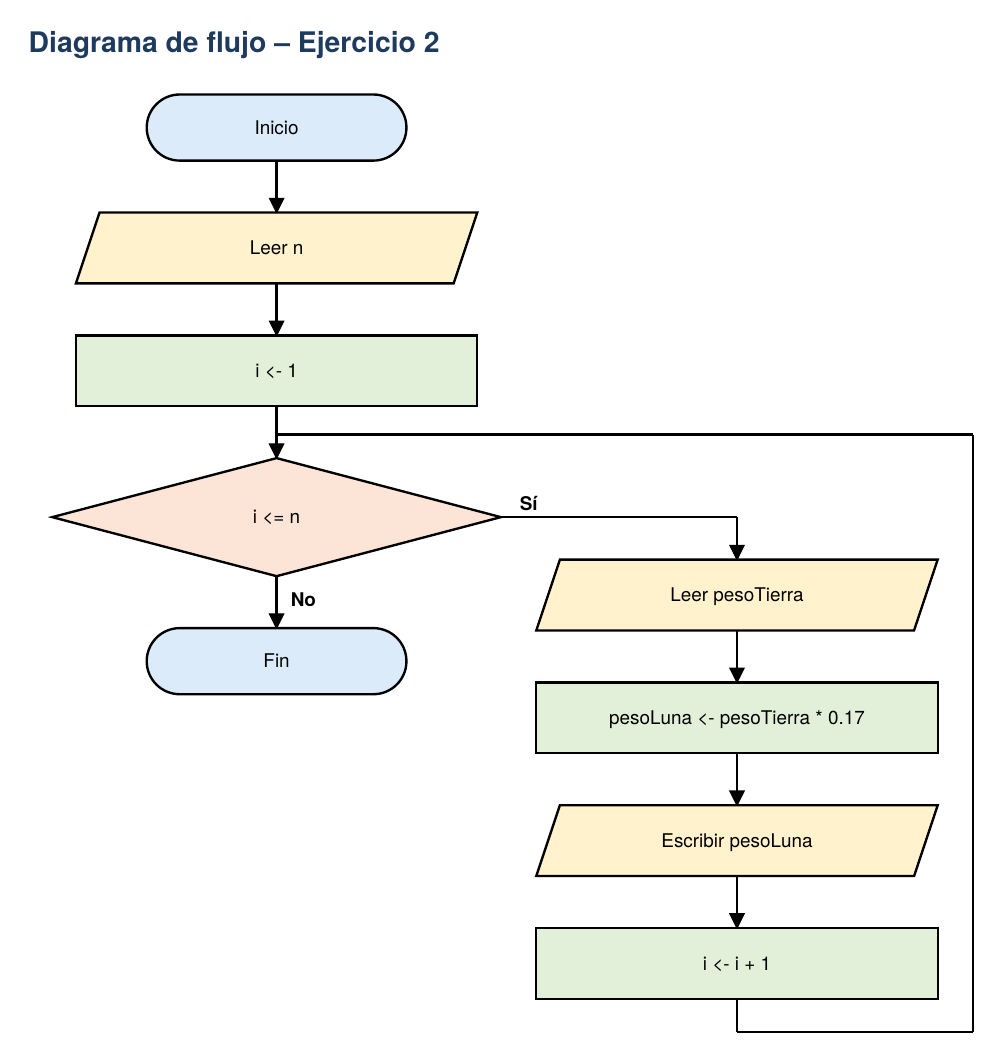 Diagrama de flujo – Ejercicio 2
Inicio
Leer n
i <- 1
i <= n
Sí
No
Fin
Leer pesoTierra
pesoLuna <- pesoTierra * 0.17
Escribir pesoLuna
i <- i + 1